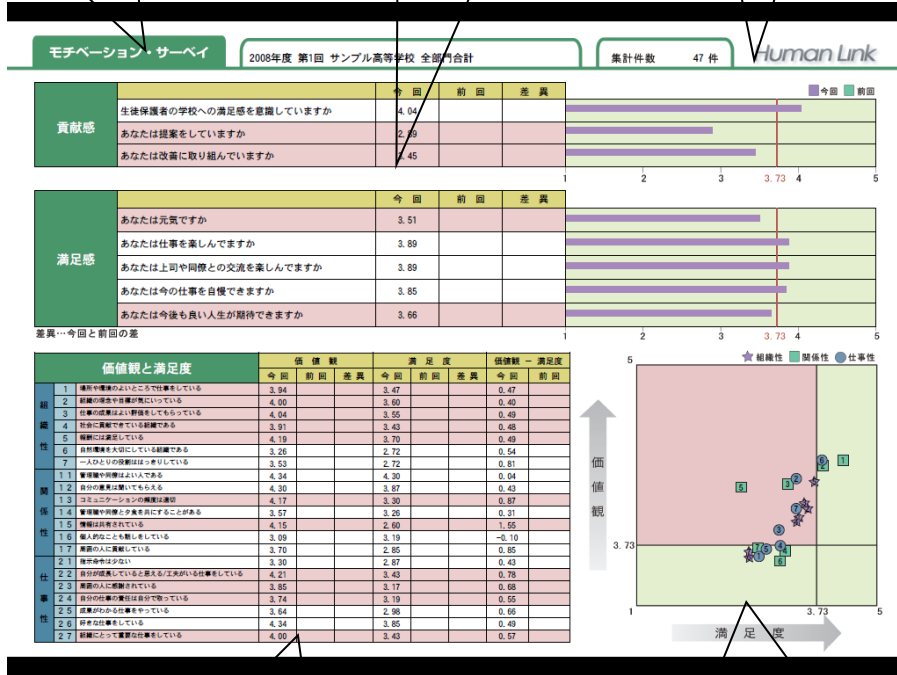 モチベーション・サーベイ
2008年度 第1回 サンプル高等学校 全部門合計
集計件数 47 件
Human Link
今 回 前 回 差 異
今回 前回
貢献感
生徒保護者の学校への満足感を意識していますか 4.04
あなたは提案をしていますか 2.89
あなたは改善に取り組んでいますか 3.45
1 2 3 3.73 4 5
今 回 前 回 差 異
満足感
あなたは元気ですか 3.51
あなたは仕事を楽しんでますか 3.89
あなたは上司や同僚との交流を楽しんでますか 3.89
あなたは今の仕事を自慢できますか 3.85
あなたは今後も良い人生が期待できますか 3.66
差異…今回と前回の差
1 2 3 3.73 4 5
価値観と満足度
価 値 観 満 足 度 価値観 − 満足度
今 回 前 回 差 異 今 回 前 回 差 異 今 回 前 回
組織性
1 場所や環境のよいところで仕事をしている 3.94 3.47 0.47
2 組織の理念や目標が気にいっている 4.00 3.60 0.40
3 仕事の成果はよい評価をしてもらっている 4.04 3.55 0.49
4 社会に貢献できている組織である 3.91 3.43 0.48
5 報酬には満足している 4.19 3.70 0.49
6 自然環境を大切にしている組織である 3.26 2.72 0.54
7 一人ひとりの役割ははっきりしている 3.53 2.72 0.81
関係性
11 管理職や同僚はよい人である 4.34 4.30 0.04
12 自分の意見は聞いてもらえる 4.30 3.87 0.43
13 コミュニケーションの頻度は適切 4.17 3.30 0.87
14 管理職や同僚と夕食を共にすることがある 3.57 3.26 0.31
15 情報は共有されている 4.15 2.60 1.55
16 個人的なことも話しをしている 3.09 3.19 −0.10
17 周囲の人に貢献している 3.70 2.85 0.85
仕事性
21 指示命令は少ない 3.30 2.87 0.43
22 自分が成長していると思える/工夫がいる仕事をしている 4.21 3.43 0.78
23 周囲の人に感謝されている 3.85 3.17 0.68
24 自分の仕事の責任は自分で取っている 3.74 3.19 0.55
25 成果がわかる仕事をやっている 3.64 2.98 0.66
26 好きな仕事をしている 4.34 3.85 0.49
27 組織にとって重要な仕事をしている 4.00 3.43 0.57
組織性 関係性 仕事性
5
価値観
3.73
1 3.73 5
満 足 度